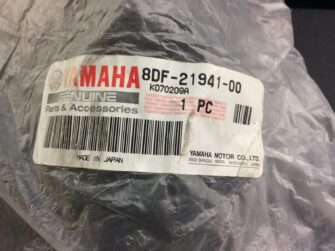 YAMAHA 8DF-21941-00
GENUINE K070209A
Parts & Accessories 1 PC
MADE IN JAPAN
YAMAHA MOTOR CO., LTD.